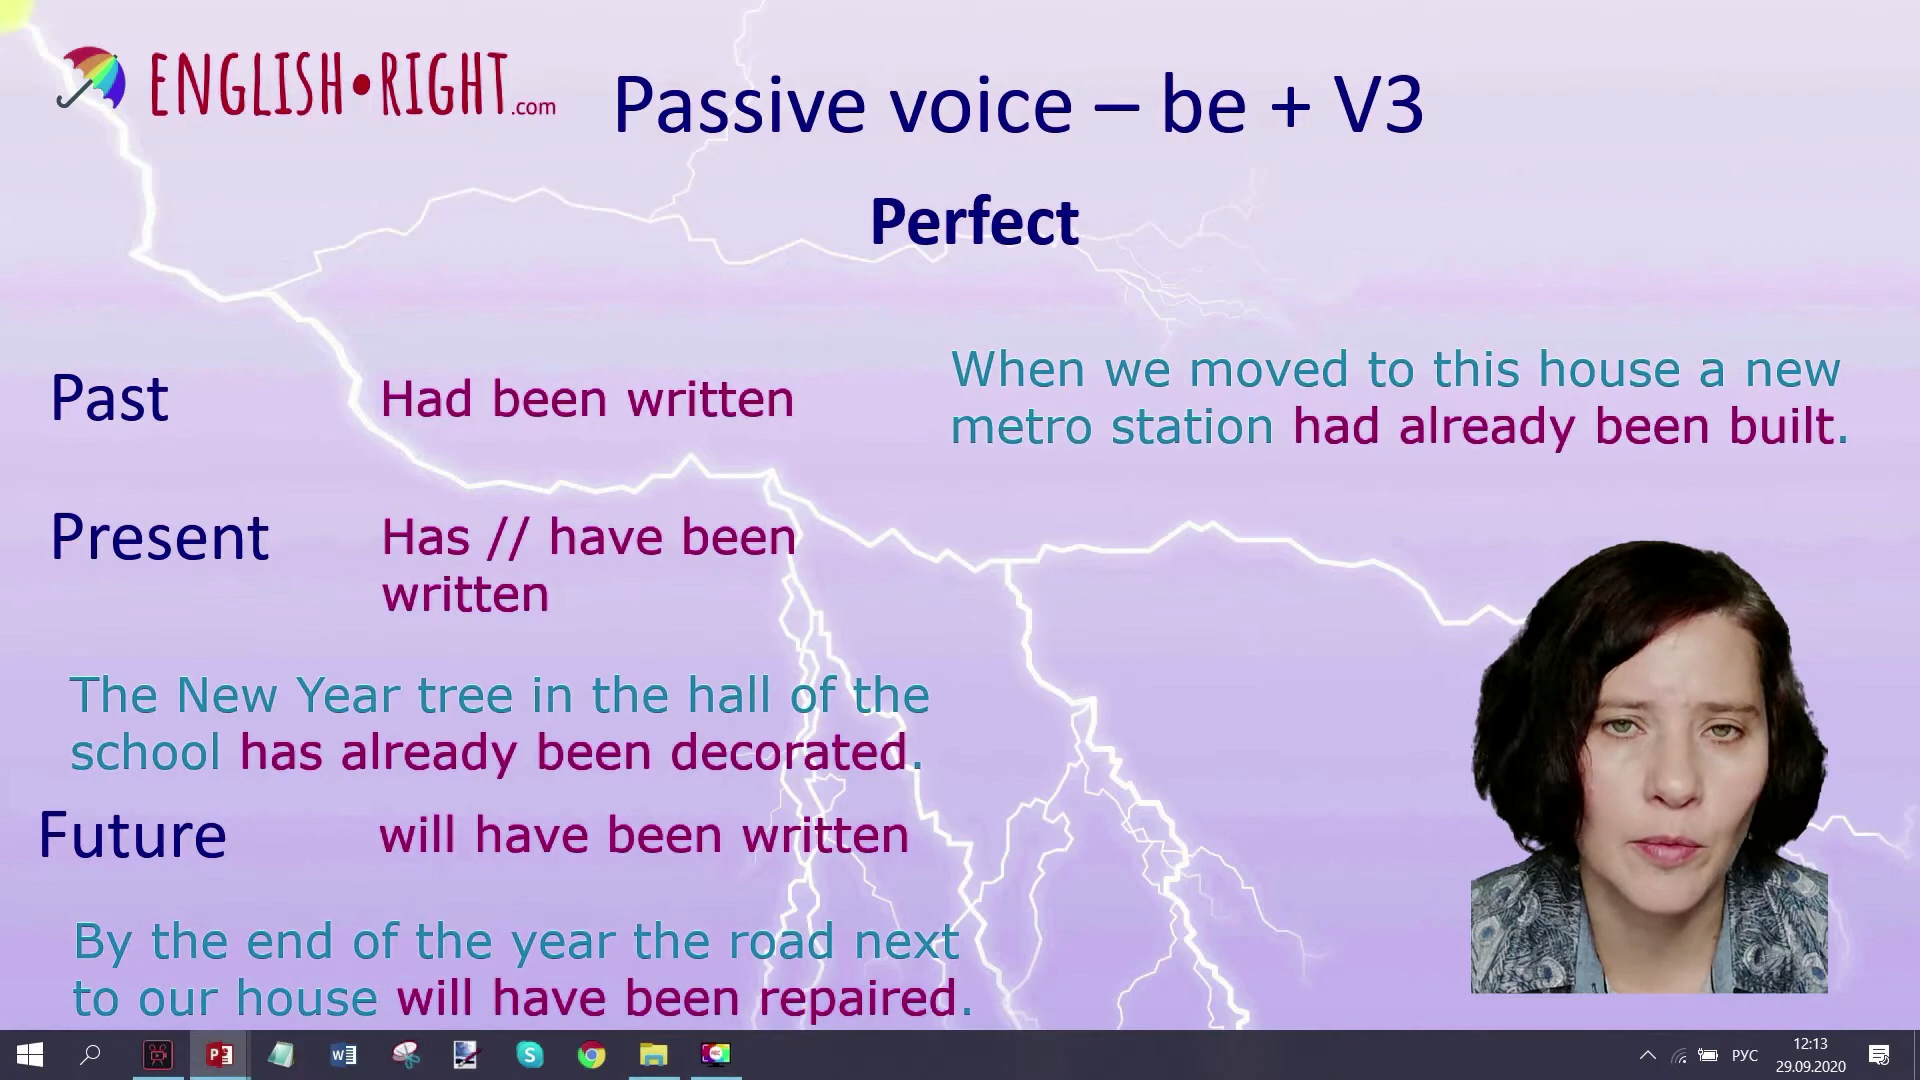 ENGLISH•RIGHT.com
Passive voice – be + V3
Perfect
Past
Had been written
When we moved to this house a new
metro station had already been built.
Present
Has // have been
written
The New Year tree in the hall of the
school has already been decorated.
Future
will have been written
By the end of the year the road next
to our house will have been repaired.
РУС
12:13
29.09.2020